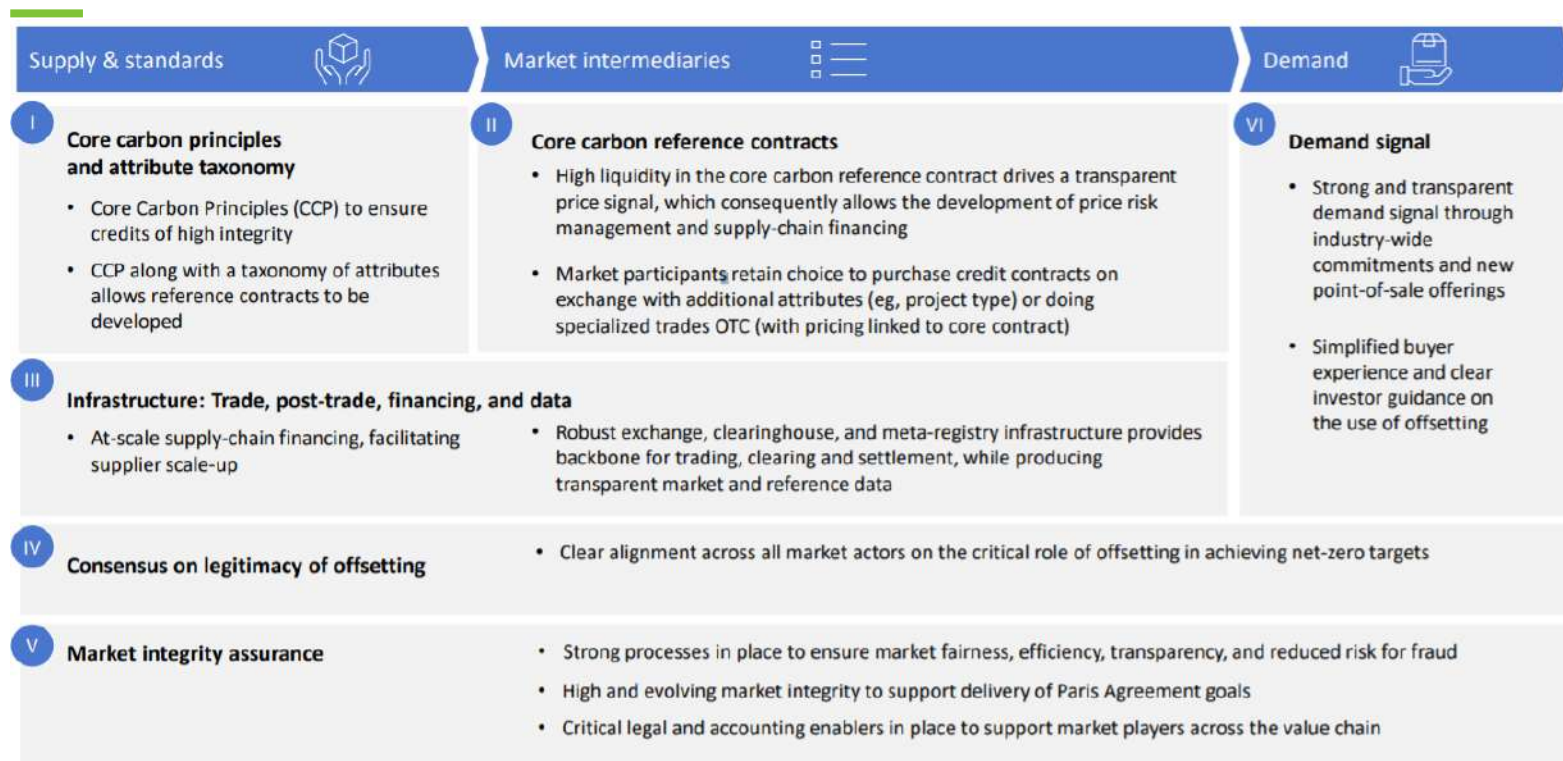 Supply & standards
Market intermediaries
Demand
I
Core carbon principles
and attribute taxonomy
• Core Carbon Principles (CCP) to ensure
credits of high integrity
• CCP along with a taxonomy of attributes
allows reference contracts to be
developed
II
Core carbon reference contracts
• High liquidity in the core carbon reference contract drives a transparent
price signal, which consequently allows the development of price risk
management and supply-chain financing
• Market participants retain choice to purchase credit contracts on
exchange with additional attributes (eg, project type) or doing
specialized trades OTC (with pricing linked to core contract)
VI
Demand signal
• Strong and transparent
demand signal through
industry-wide
commitments and new
point-of-sale offerings
• Simplified buyer
experience and clear
investor guidance on
the use of offsetting
III
Infrastructure: Trade, post-trade, financing, and data
• At-scale supply-chain financing, facilitating
supplier scale-up
• Robust exchange, clearinghouse, and meta-registry infrastructure provides
backbone for trading, clearing and settlement, while producing
transparent market and reference data
IV
Consensus on legitimacy of offsetting
• Clear alignment across all market actors on the critical role of offsetting in achieving net-zero targets
V
Market integrity assurance
• Strong processes in place to ensure market fairness, efficiency, transparency, and reduced risk for fraud
• High and evolving market integrity to support delivery of Paris Agreement goals
• Critical legal and accounting enablers in place to support market players across the value chain